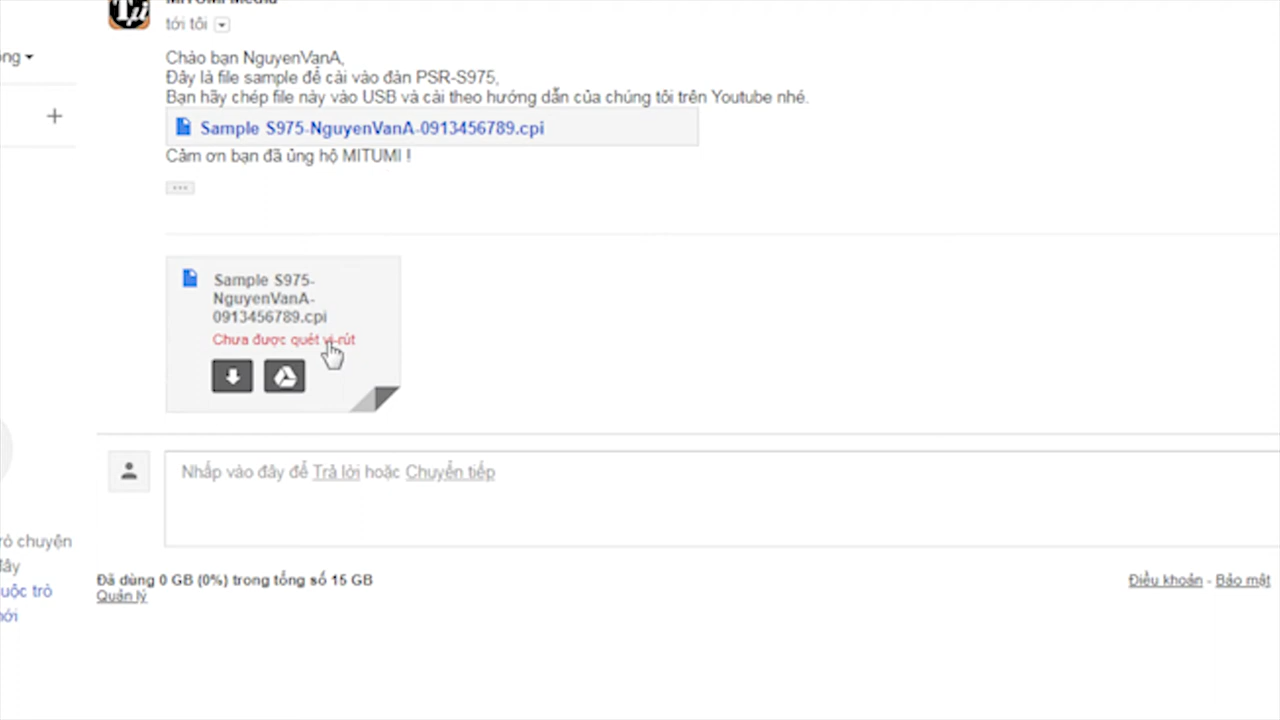 tới tôi
Chào bạn NguyenVanA,
Đây là file sample để cài vào đàn PSR-S975,
Bạn hãy chép file này vào USB và cài theo hướng dẫn của chúng tôi trên Youtube nhé.
Sample S975-NguyenVanA-0913456789.cpi
Cảm ơn bạn đã ủng hộ MITUMI !
Sample S975-
NguyenVanA-
0913456789.cpi
Chưa được quét vi-rút
Nhấp vào đây để Trả lời hoặc Chuyển tiếp
Đã dùng 0 GB (0%) trong tổng số 15 GB
Quản lý
Điều khoản - Bảo mật
chuyện
đây
trò